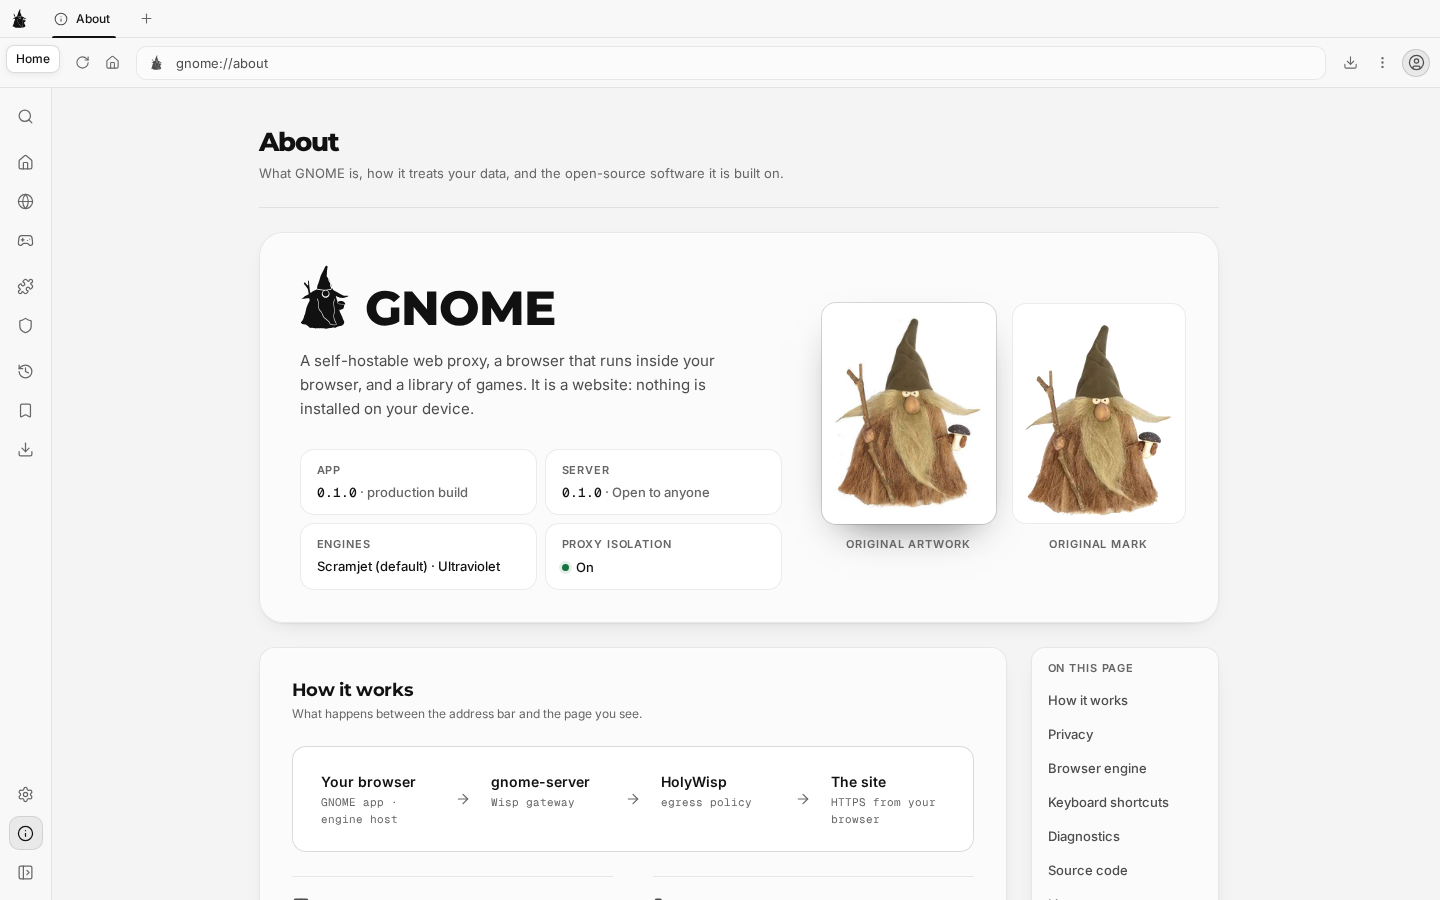 About
Home
gnome://about
About
What GNOME is, how it treats your data, and the open-source software it is built on.
GNOME
A self-hostable web proxy, a browser that runs inside your
browser, and a library of games. It is a website: nothing is
installed on your device.
APP
0.1.0 · production build
SERVER
0.1.0 · Open to anyone
ENGINES
Scramjet (default) · Ultraviolet
PROXY ISOLATION
On
ORIGINAL ARTWORK
ORIGINAL MARK
How it works
What happens between the address bar and the page you see.
Your browser
GNOME app ·
engine host
gnome-server
Wisp gateway
HolyWisp
egress policy
The site
HTTPS from your
browser
ON THIS PAGE
How it works
Privacy
Browser engine
Keyboard shortcuts
Diagnostics
Source code